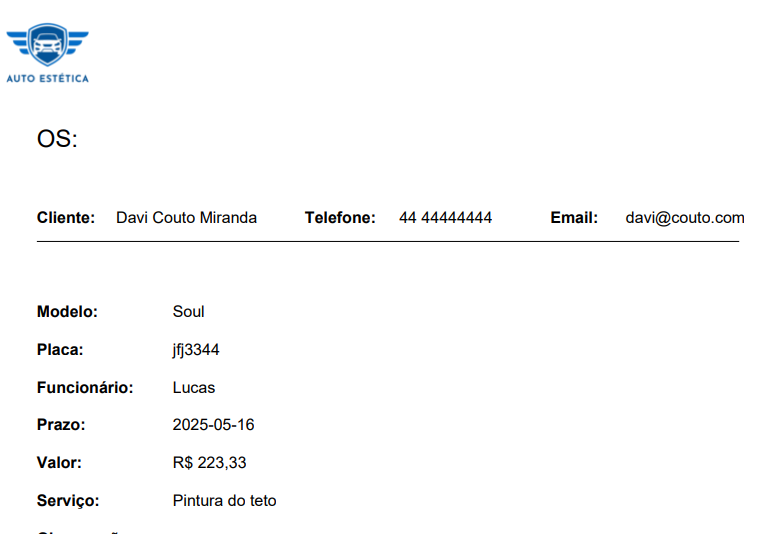 AUTO ESTÉTICA
OS:
Cliente: Davi Couto Miranda Telefone: 44 44444444 Email: davi@couto.com
Modelo: Soul
Placa: jfj3344
Funcionário: Lucas
Prazo: 2025-05-16
Valor: R$ 223,33
Serviço: Pintura do teto